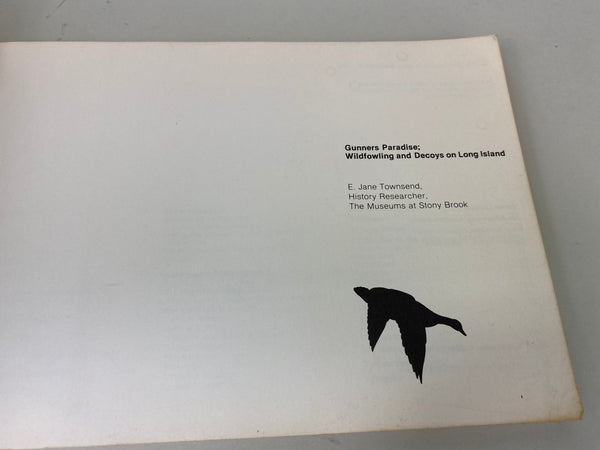 Gunners Paradise;
Wildfowling and Decoys on Long Island
E. Jane Townsend,
History Researcher,
The Museums at Stony Brook